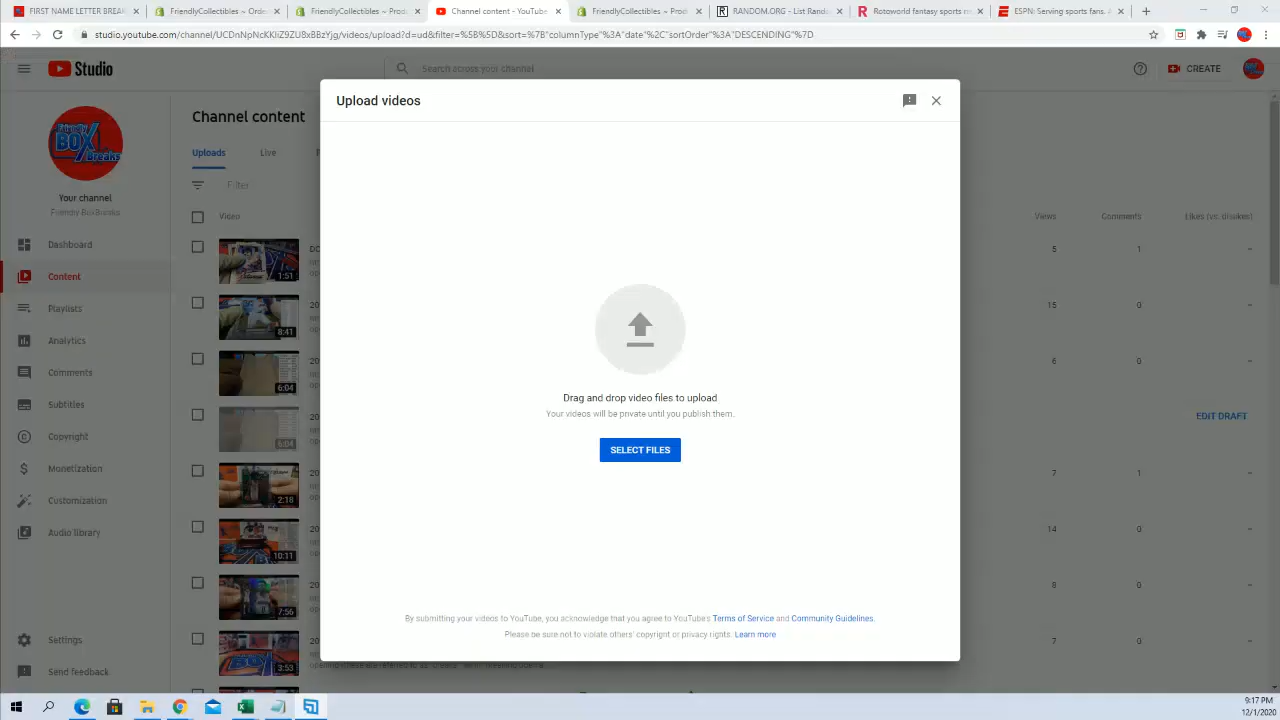 FIRST NAME LETTER BREAK
FriendlyCollectibles ~ Order
FriendlyCollectibles ~ Produ
Channel content - YouTube
FriendlyCollectibles ~ Produ
RANDOM.ORG - List Rando
Rotoworld fantasy sports
ESPN: Serving sports fans. A
studio.youtube.com/channel/UCDnNpNcKKIiZ9ZU8xBBzYjg/videos/upload?d=ud&filter=%5B%5D&sort=%7B"columnType"%3A"date"%2C"sortOrder"%3A"DESCENDING"%7D
Studio
Search across your channel
CREATE
Upload videos
Friendly
BOX
Breaks
Channel content
Uploads
Live
Filter
Your channel
Friendly BoxBreaks
Video
Views
Comments
Likes (vs. dislikes)
Dashboard
1:51
5
1
–
Content
Playlists
8:41
15
0
–
Analytics
Comments
6:04
6
0
–
Drag and drop video files to upload
Your videos will be private until you publish them.
Subtitles
6:04
EDIT DRAFT
Copyright
SELECT FILES
Monetization
2:18
7
1
–
Customization
Audio library
10:11
14
0
–
7:56
8
0
–
By submitting your videos to YouTube, you acknowledge that you agree to YouTube's Terms of Service and Community Guidelines.
Please be sure not to violate others' copyright or privacy rights. Learn more
Settings
3:53
7
0
–
Send feedback
9:17 PM
12/1/2020